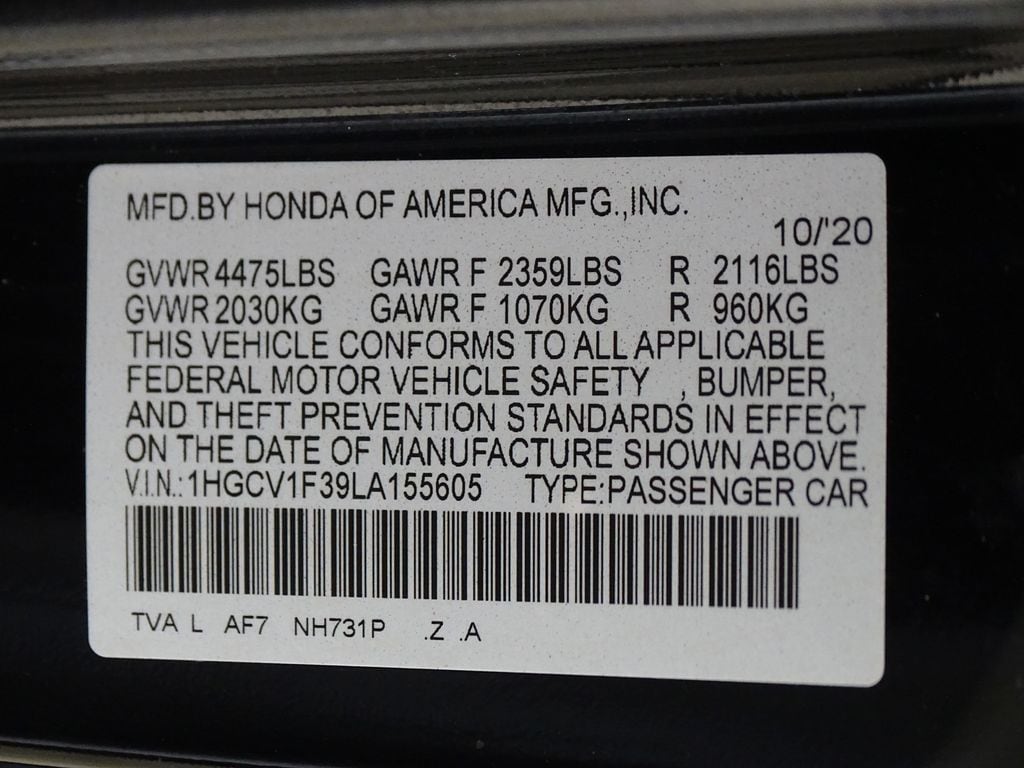 MFD.BY HONDA OF AMERICA MFG.,INC.
10/'20
GVWR 4475LBS GAWR F 2359LBS R 2116LBS
GVWR 2030KG GAWR F 1070KG R 960KG
THIS VEHICLE CONFORMS TO ALL APPLICABLE
FEDERAL MOTOR VEHICLE SAFETY , BUMPER,
AND THEFT PREVENTION STANDARDS IN EFFECT
ON THE DATE OF MANUFACTURE SHOWN ABOVE.
V.I.N.:1HGCV1F39LA155605 TYPE:PASSENGER CAR
TVA L AF7 NH731P .Z .A